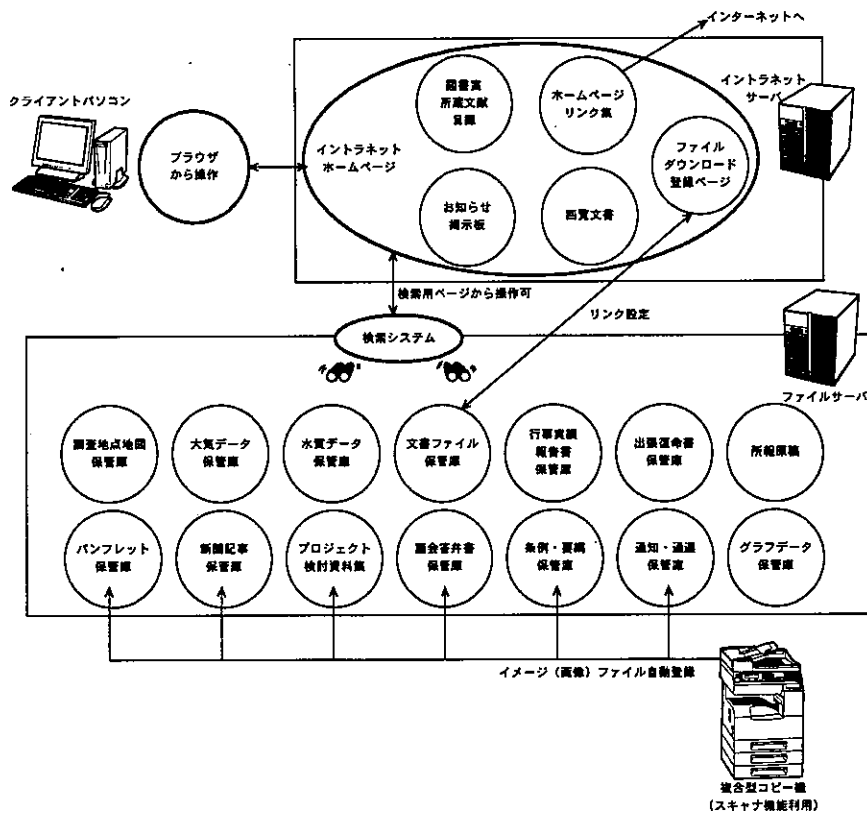 インターネットへ
クライアントパソコン
ブラウザ
から操作
イントラネット
ホームページ
図書室
所蔵文献
目録
ホームページ
リンク集
ファイル
ダウンロード
登録ページ
お知らせ
掲示板
回覧文書
イントラネット
サーバ
検索用ページから操作可
リンク設定
検索システム
ファイルサーバ
調査地点地図
保管庫
大気データ
保管庫
水質データ
保管庫
文書ファイル
保管庫
行事実績
報告書
保管庫
出張復命書
保管庫
所報原稿
パンフレット
保管庫
新聞記事
保管庫
プロジェクト
検討資料集
議会答弁書
保管庫
条例・要綱
保管庫
通知・通達
保管庫
グラフデータ
保管庫
イメージ（画像）ファイル自動登録
複合型コピー機
（スキャナ機能利用）